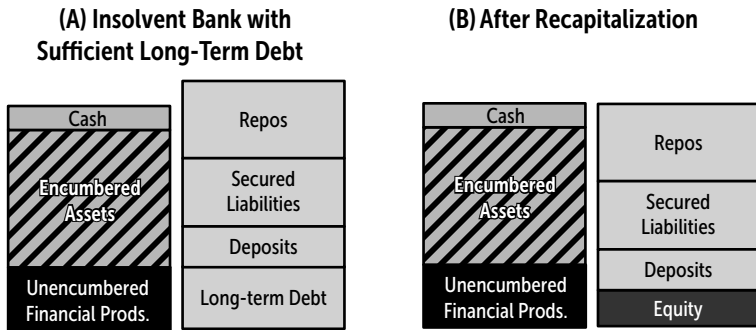 (A) Insolvent Bank with
Sufficient Long-Term Debt
Cash
Encumbered
Assets
Unencumbered
Financial Prods.
Repos
Secured
Liabilities
Deposits
Long-term Debt
(B) After Recapitalization
Cash
Encumbered
Assets
Unencumbered
Financial Prods.
Repos
Secured
Liabilities
Deposits
Equity